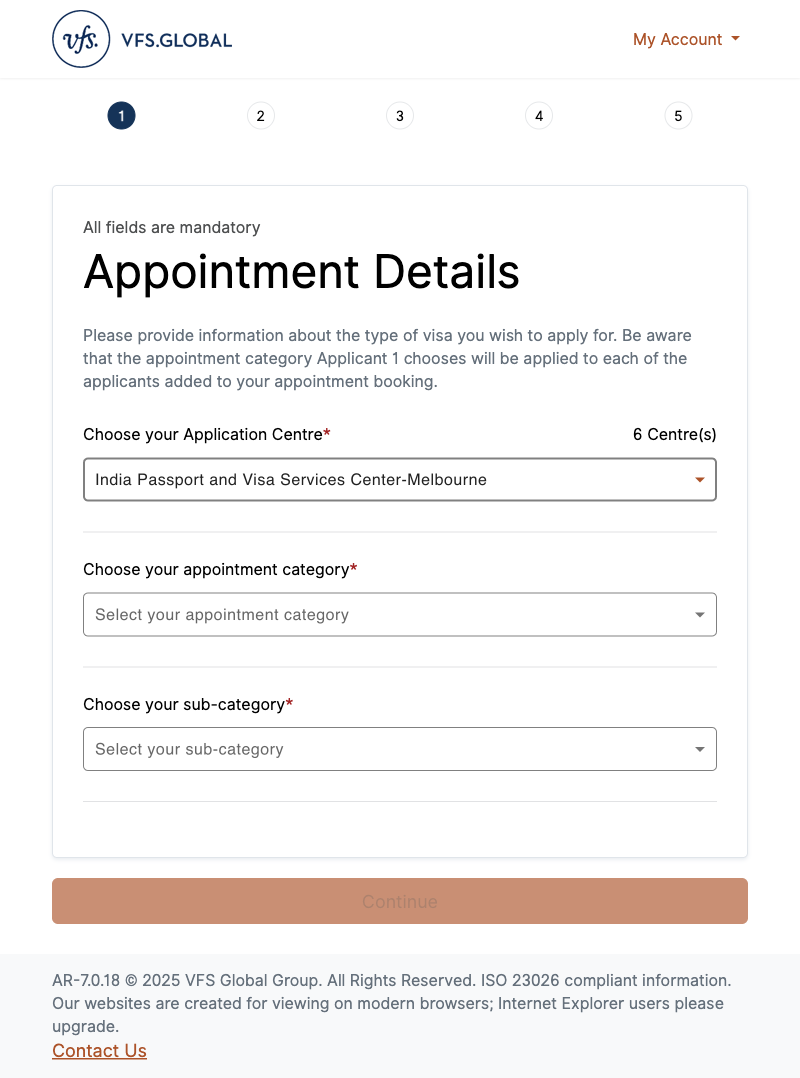 vfs. VFS.GLOBAL
My Account
1 2 3 4 5
All fields are mandatory
Appointment Details
Please provide information about the type of visa you wish to apply for. Be aware
that the appointment category Applicant 1 chooses will be applied to each of the
applicants added to your appointment booking.
Choose your Application Centre* 6 Centre(s)
India Passport and Visa Services Center-Melbourne
Choose your appointment category*
Select your appointment category
Choose your sub-category*
Select your sub-category
Continue
AR-7.0.18 © 2025 VFS Global Group. All Rights Reserved. ISO 23026 compliant information.
Our websites are created for viewing on modern browsers; Internet Explorer users please
upgrade.
Contact Us